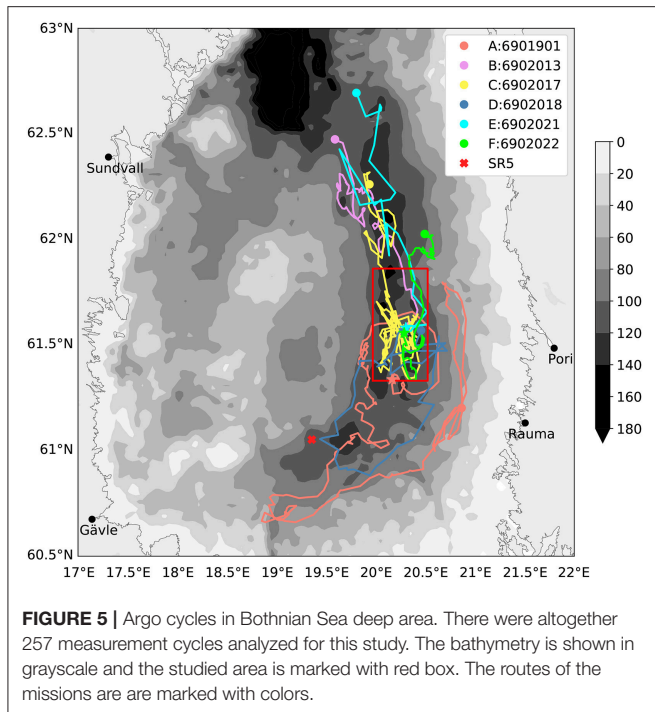 63.0°N
62.5°N
62.0°N
61.5°N
61.0°N
60.5°N
17°E 17.5°E 18°E 18.5°E 19°E 19.5°E 20°E 20.5°E 21°E 21.5°E 22°E
A:6901901
B:6902013
C:6902017
D:6902018
E:6902021
F:6902022
SR5
Sundvall
Pori
Rauma
Gävle
0
20
40
60
80
100
120
140
160
180
FIGURE 5 | Argo cycles in Bothnian Sea deep area. There were altogether
257 measurement cycles analyzed for this study. The bathymetry is shown in
grayscale and the studied area is marked with red box. The routes of the
missions are are marked with colors.